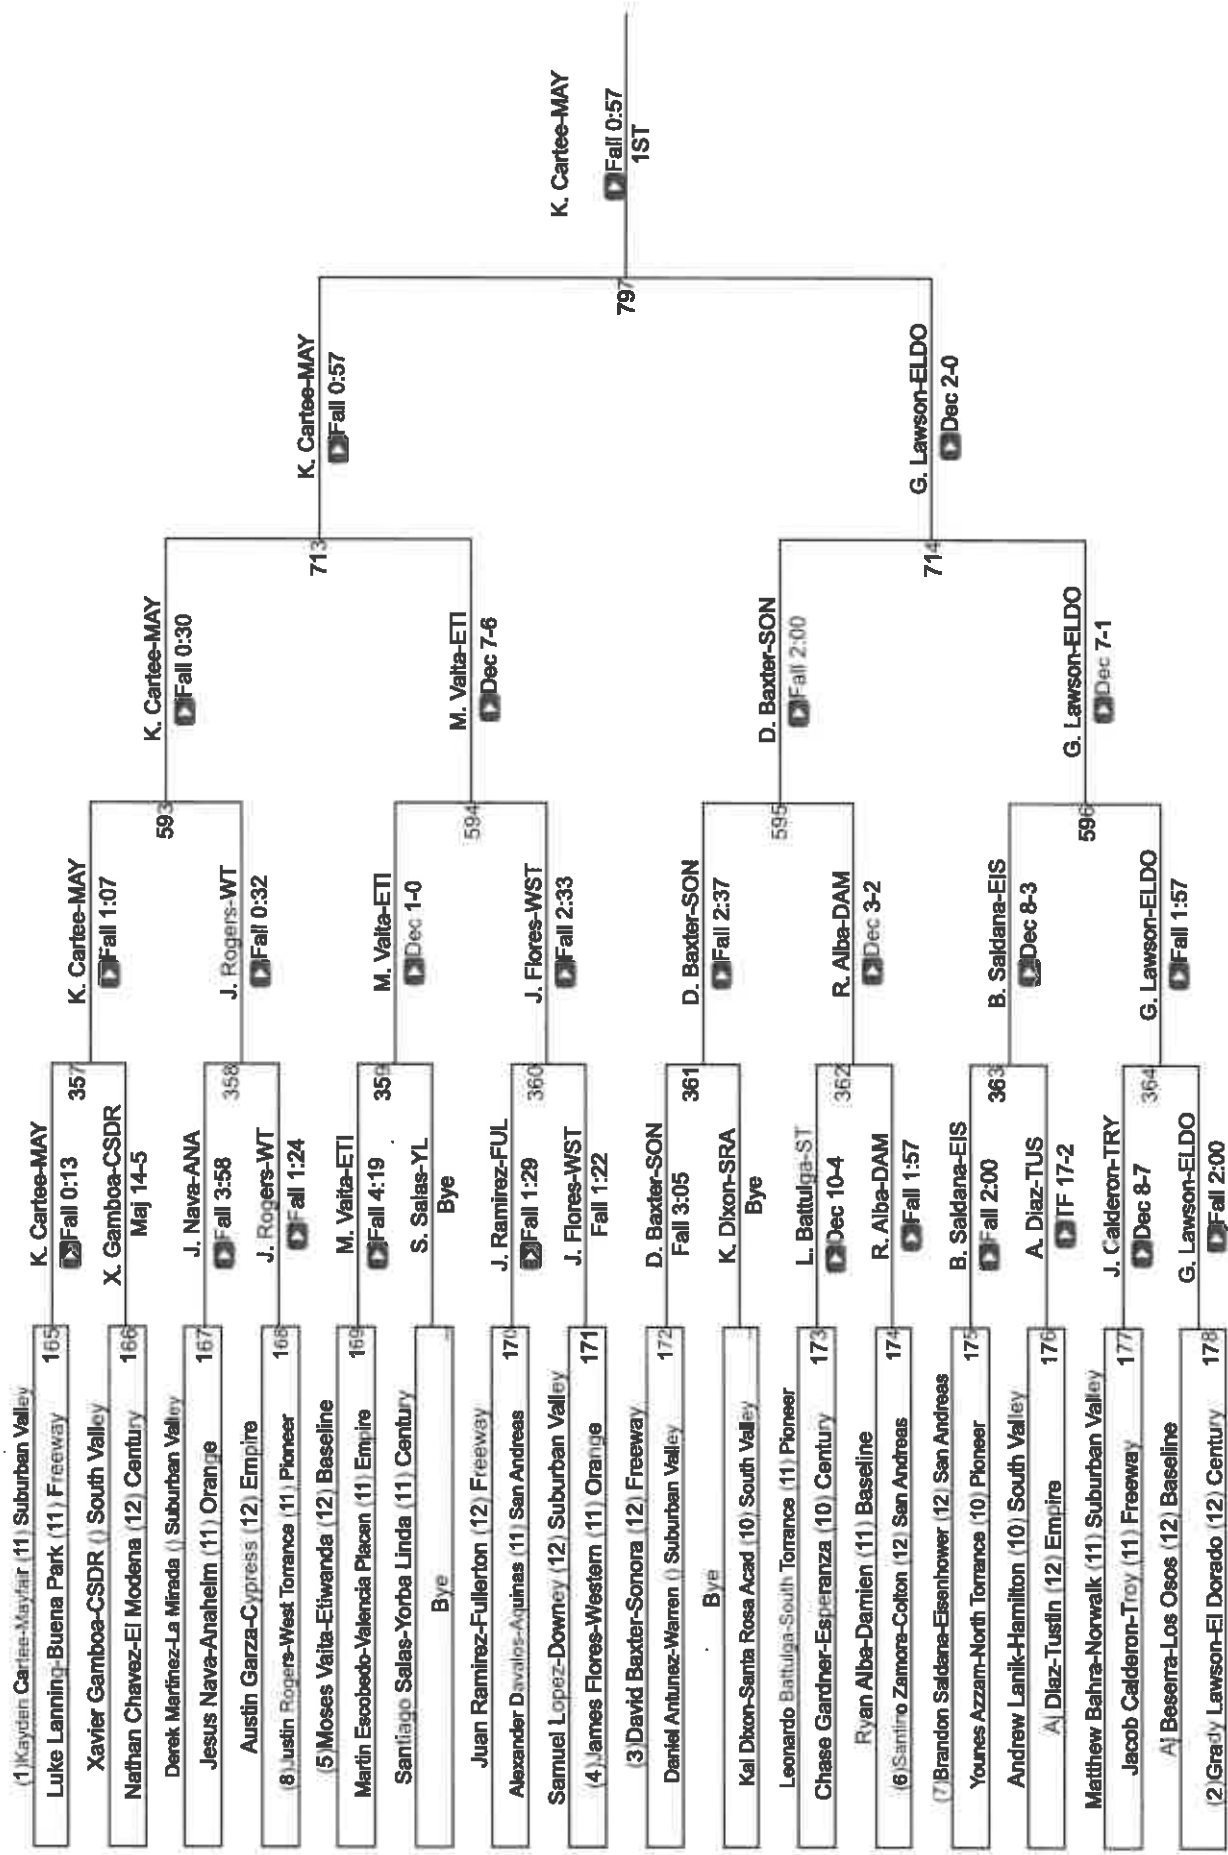 (1)Kayden Cartee-Mayfair (11) Suburban Valley
165
Luke Lanning-Buena Park (11) Freeway
Xavier Gamboa-CSDR () South Valley
166
Nathan Chavez-El Modena (12) Century
Derek Martinez-La Mirada () Suburban Valley
167
Jesus Nava-Anaheim (11) Orange
Austin Garza-Cypress (12) Empire
168
(8)Justin Rogers-West Torrance (11) Pioneer
(5)Moses Vaita-Etiwanda (12) Baseline
169
Martin Escobedo-Valencia Placan (11) Empire
Santiago Salas-Yorba Linda (11) Century
Bye
Juan Ramirez-Fullerton (12) Freeway
170
Alexander Davalos-Aquinas (11) San Andreas
Samuel Lopez-Downey (12) Suburban Valley
171
(4)James Flores-Western (11) Orange
(3)David Baxter-Sonora (12) Freeway
172
Daniel Antunez-Warren () Suburban Valley
Bye
Kai Dixon-Santa Rosa Acad (10) South Valley
Leonardo Battulga-South Torrance (11) Pioneer
173
Chase Gardner-Esperanza (10) Century
Ryan Alba-Damien (11) Baseline
174
(6)Santino Zamora-Colton (12) San Andreas
(7)Brandon Saldana-Eisenhower (12) San Andreas
175
Younes Azzam-North Torrance (10) Pioneer
Andrew Lanik-Hamilton (10) South Valley
176
Aj Diaz-Tustin (12) Empire
Matthew Bahra-Norwalk (11) Suburban Valley
177
Jacob Calderon-Troy (11) Freeway
Aj Beserra-Los Osos (12) Baseline
178
(2)Grady Lawson-El Dorado (12) Century
K. Cartee-MAY
Fall 0:13
357
X. Gamboa-CSDR
Maj 14-5
J. Nava-ANA
Fall 3:58
358
J. Rogers-WT
Fall 1:24
M. Vaita-ETI
Fall 4:19
359
S. Salas-YL
Bye
J. Ramirez-FUL
Fall 1:29
360
J. Flores-WST
Fall 1:22
D. Baxter-SON
Fall 3:05
361
K. Dixon-SRA
Bye
L. Battulga-ST
Dec 10-4
362
R. Alba-DAM
Fall 1:57
B. Saldana-EIS
Fall 2:00
363
A. Diaz-TUS
TF 17-2
J. Calderon-TRY
Dec 8-7
364
G. Lawson-ELDO
Fall 2:00
K. Cartee-MAY
Fall 1:07
593
J. Rogers-WT
Fall 0:32
M. Vaita-ETI
Dec 1-0
594
J. Flores-WST
Fall 2:33
D. Baxter-SON
Fall 2:37
595
R. Alba-DAM
Dec 3-2
B. Saldana-EIS
Dec 8-3
596
G. Lawson-ELDO
Fall 1:57
K. Cartee-MAY
Fall 0:30
713
M. Vaita-ETI
Dec 7-6
D. Baxter-SON
Fall 2:00
714
G. Lawson-ELDO
Dec 7-1
K. Cartee-MAY
Fall 0:57
797
G. Lawson-ELDO
Dec 2-0
K. Cartee-MAY
Fall 0:57
1ST